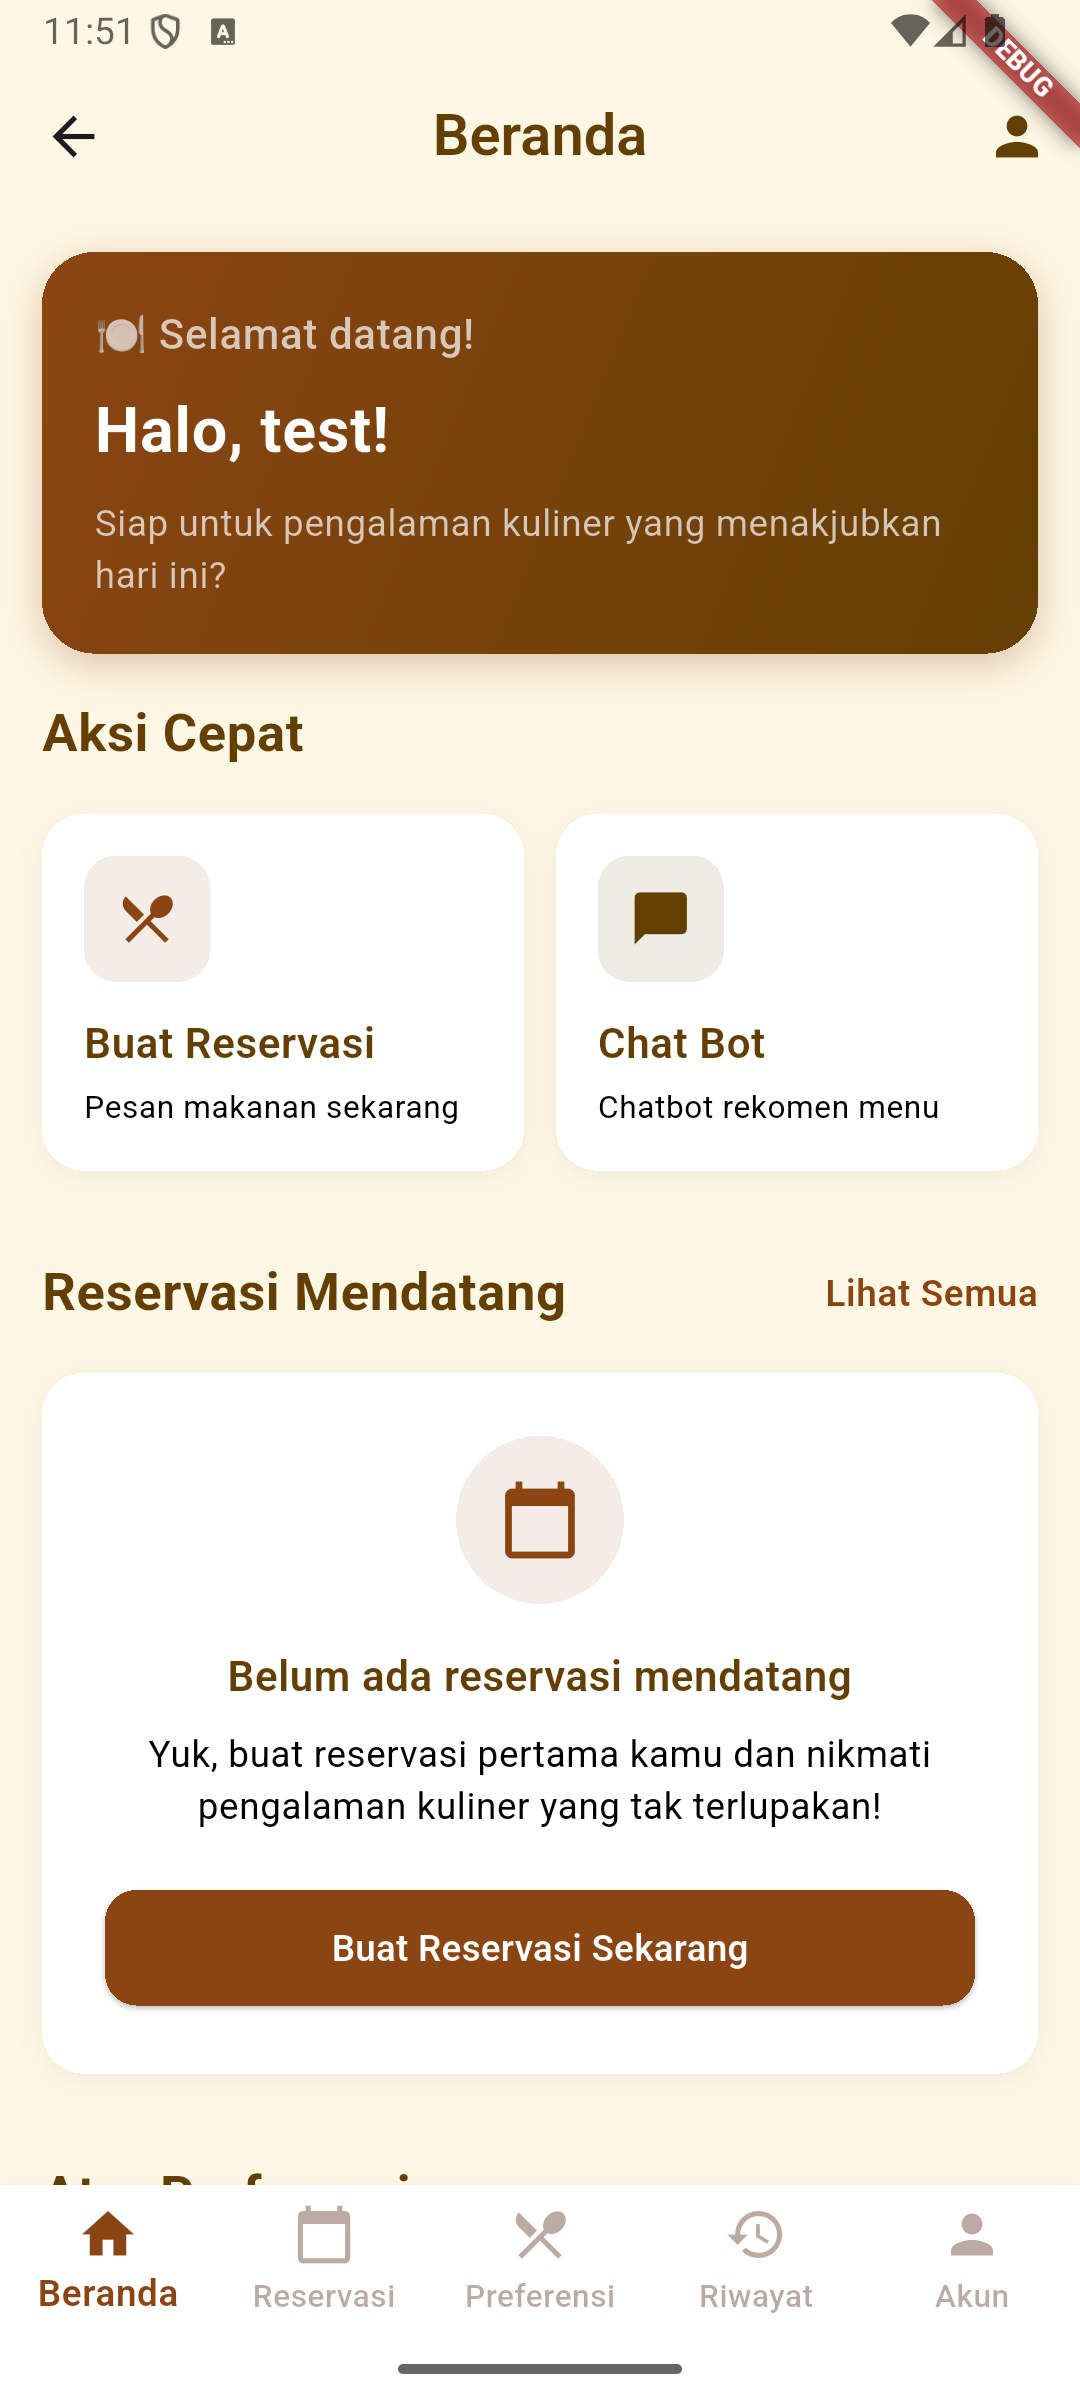 11:51
DEBUG
Beranda
Selamat datang!
Halo, test!
Siap untuk pengalaman kuliner yang menakjubkan
hari ini?
Aksi Cepat
Buat Reservasi
Pesan makanan sekarang
Chat Bot
Chatbot rekomen menu
Reservasi Mendatang
Lihat Semua
Belum ada reservasi mendatang
Yuk, buat reservasi pertama kamu dan nikmati
pengalaman kuliner yang tak terlupakan!
Buat Reservasi Sekarang
Beranda
Reservasi
Preferensi
Riwayat
Akun